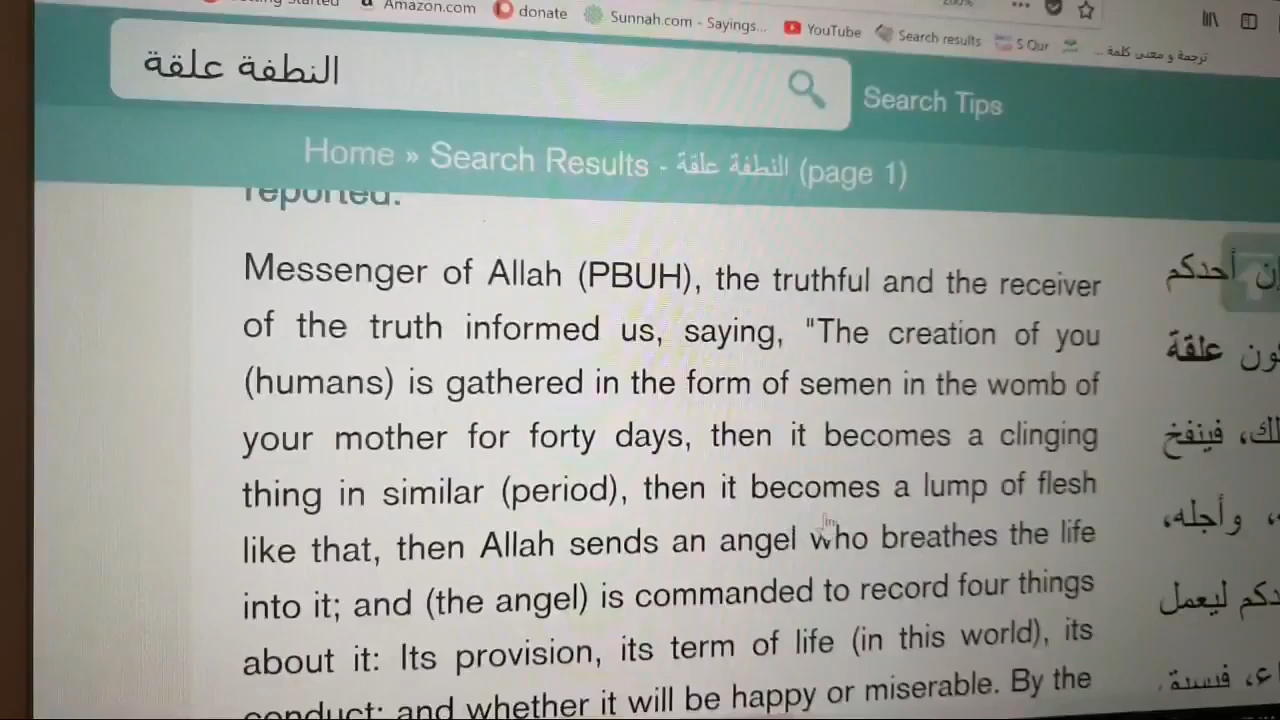 Amazon.com donate Sunnah.com - Sayings... YouTube Search results S Qur ترجمة و معنى كلمة ...
النطفة علقة Search Tips
Home » Search Results - النطفة علقة (page 1)
reported.
Messenger of Allah (PBUH), the truthful and the receiver
of the truth informed us, saying, "The creation of you
(humans) is gathered in the form of semen in the womb of
your mother for forty days, then it becomes a clinging
thing in similar (period), then it becomes a lump of flesh
like that, then Allah sends an angel who breathes the life
into it; and (the angel) is commanded to record four things
about it: Its provision, its term of life (in this world), its
conduct; and whether it will be happy or miserable. By the
إن أحدكم
علقة
فينفخ
وأجله،
ليعمل